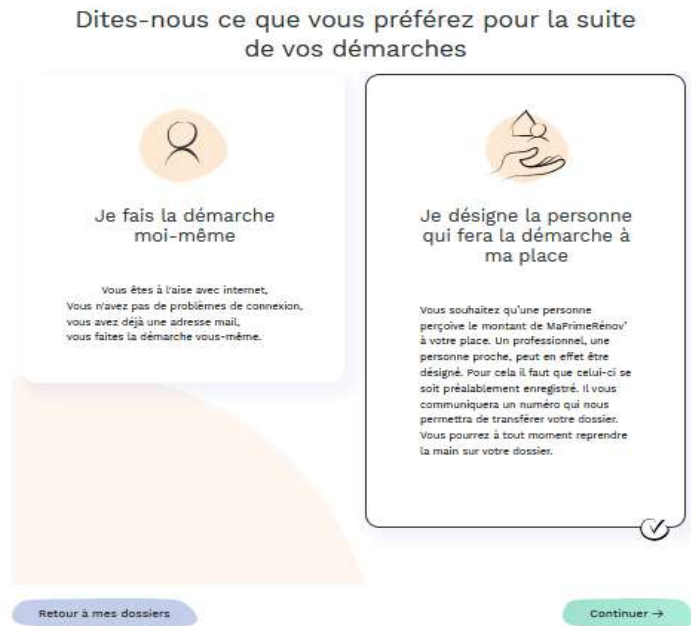 Dites-nous ce que vous préférez pour la suite
de vos démarches
Je fais la démarche
moi-même
Vous êtes à l'aise avec internet,
Vous n'avez pas de problèmes de connexion,
vous avez déjà une adresse mail,
vous faites la démarche vous-même.
Je désigne la personne
qui fera la démarche à
ma place
Vous souhaitez qu'une personne
perçoive le montant de MaPrimeRénov'
à votre place. Un professionnel, une
personne proche, peut en effet être
désigné. Pour cela il faut que celui-ci se
soit préalablement enregistré. Il vous
communiquera un numéro qui nous
permettra de transférer votre dossier.
Vous pourrez à tout moment reprendre
la main sur votre dossier.
Retour à mes dossiers
Continuer →